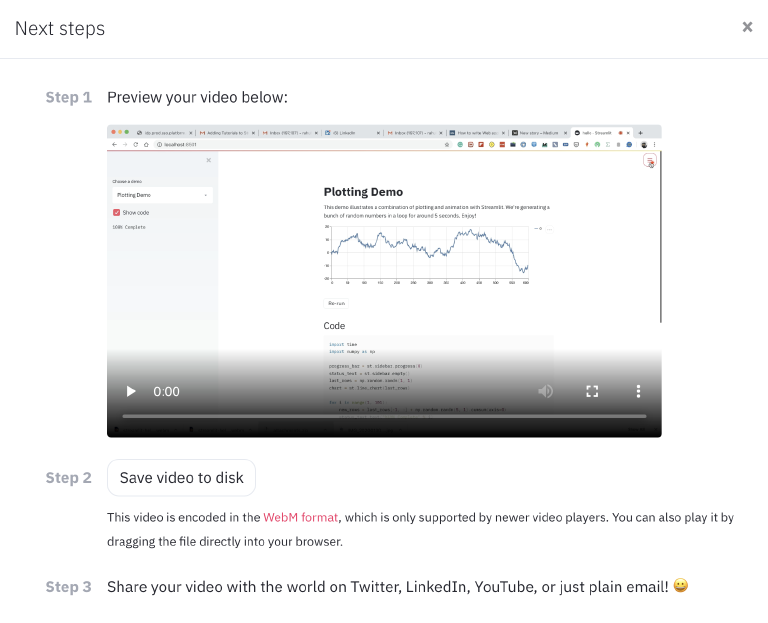 Next steps
Step 1 Preview your video below:
localhost:8501
Choose a demo
Plotting Demo
Show code
100% Complete
Plotting Demo
This demo illustrates a combination of plotting and animation with Streamlit. We're generating a
bunch of random numbers in a loop for around 5 seconds. Enjoy!
Re-run
Code
import time
import numpy as np
progress_bar = st.sidebar.progress(0)
status_text = st.sidebar.empty()
last_rows = np.random.randn(1, 1)
chart = st.line_chart(last_rows)
0:00
Step 2 Save video to disk
This video is encoded in the WebM format, which is only supported by newer video players. You can also play it by
dragging the file directly into your browser.
Step 3 Share your video with the world on Twitter, LinkedIn, YouTube, or just plain email! 😀